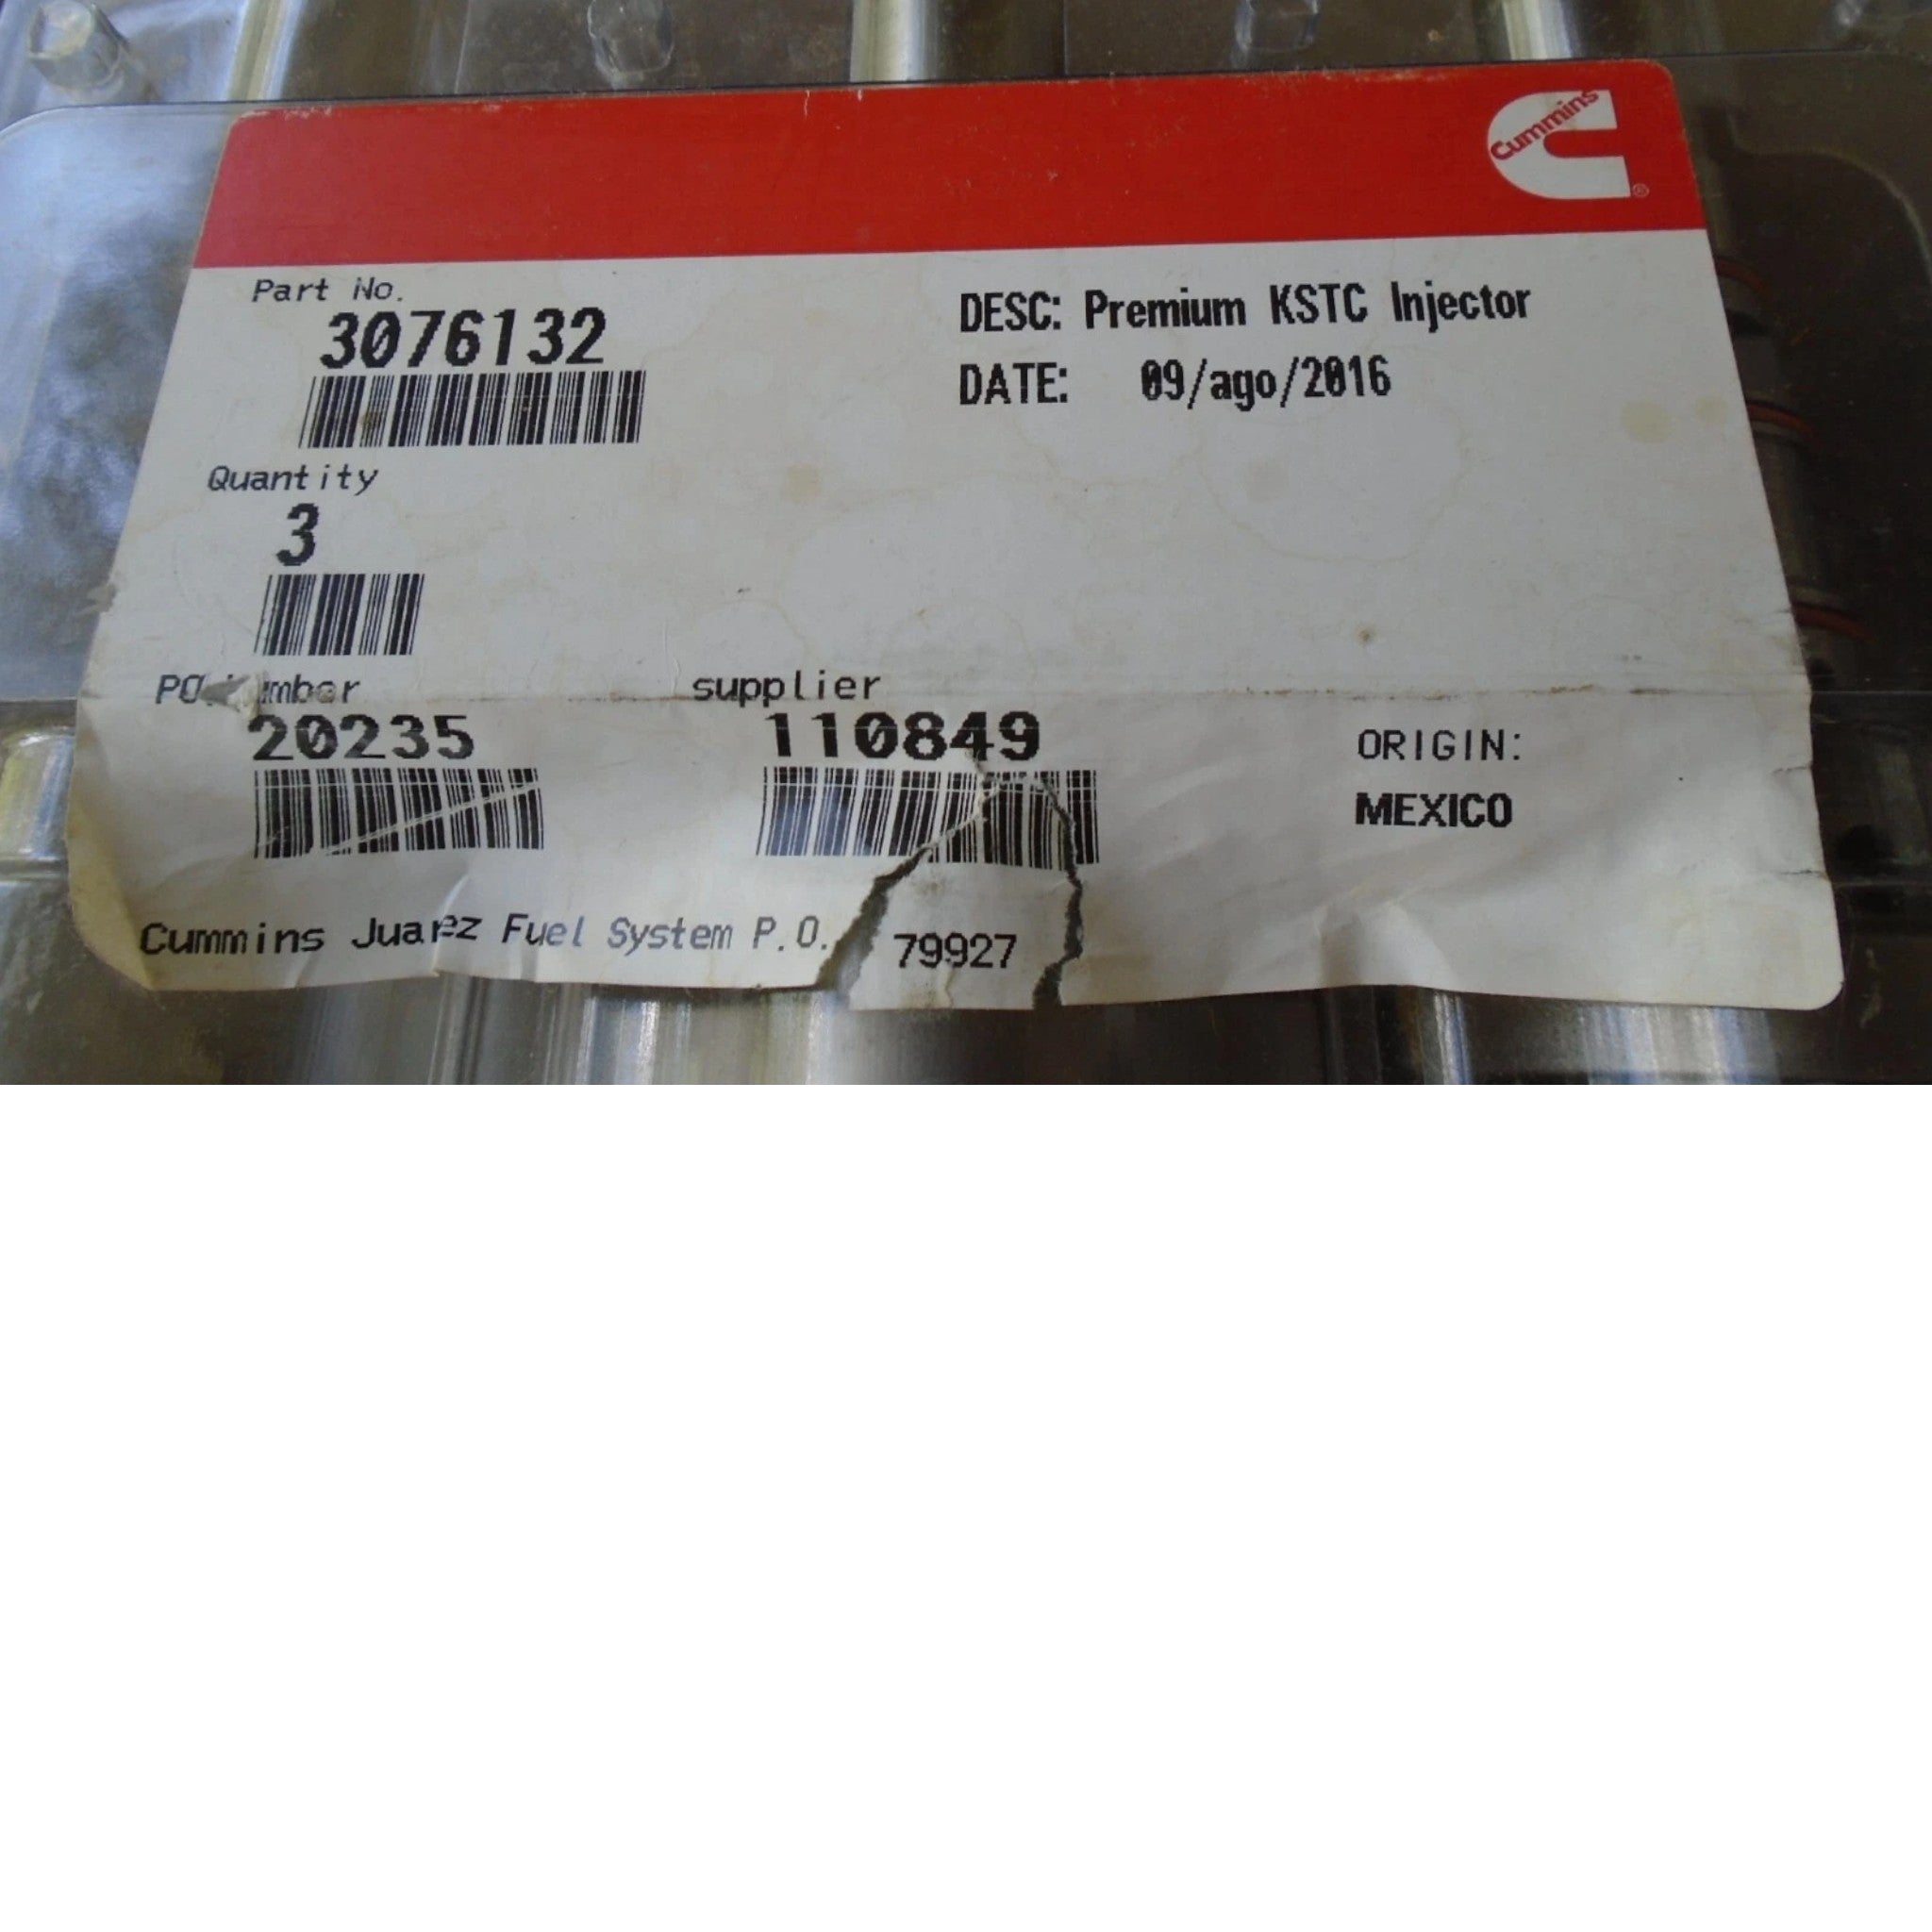 Cummins
Part No.
3076132
DESC: Premium KSTC Injector
DATE: 09/ago/2016
Quantity
3
supplier
20235
110849
ORIGIN:
MEXICO
Cummins Juarez Fuel System P.O.
79927